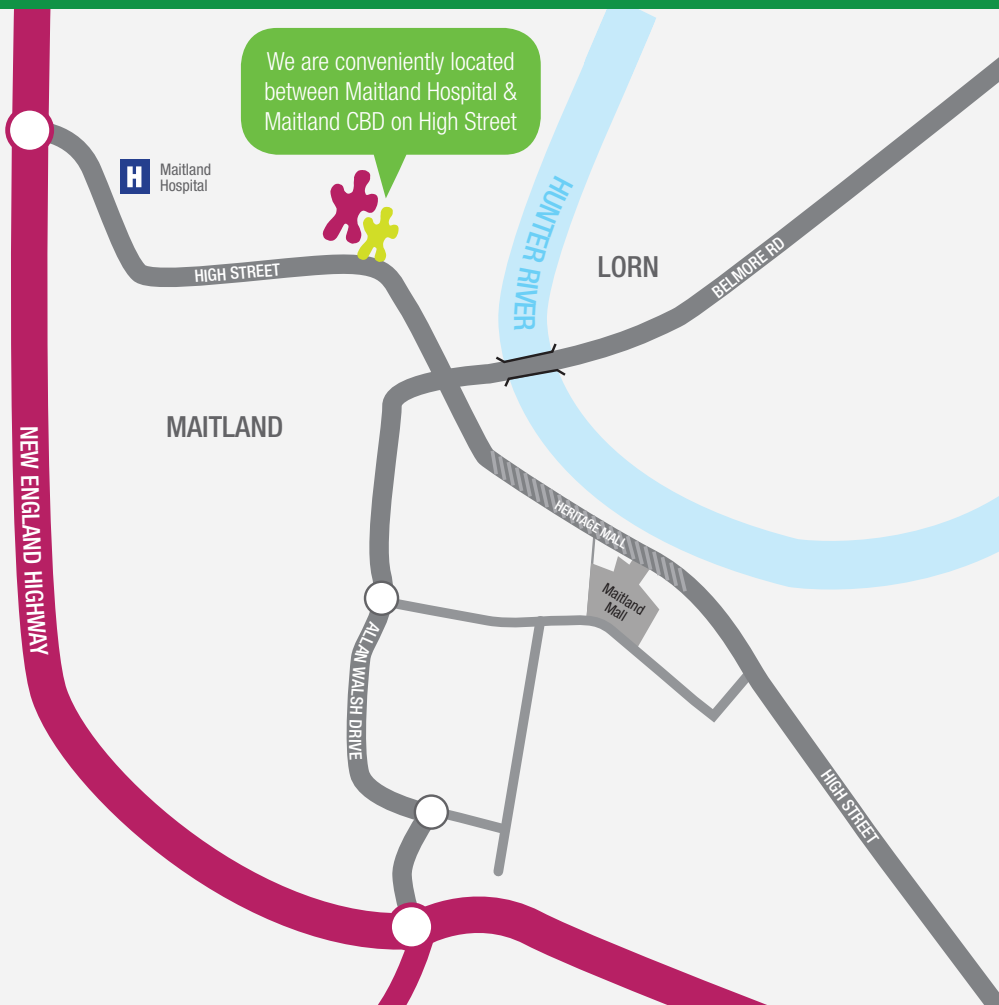 We are conveniently located
between Maitland Hospital &
Maitland CBD on High Street
H
Maitland
Hospital
HUNTER RIVER
LORN
BELMORE RD
HIGH STREET
MAITLAND
NEW ENGLAND HIGHWAY
HERITAGE MALL
Maitland
Mall
ALLAN WALSH DRIVE
HIGH STREET